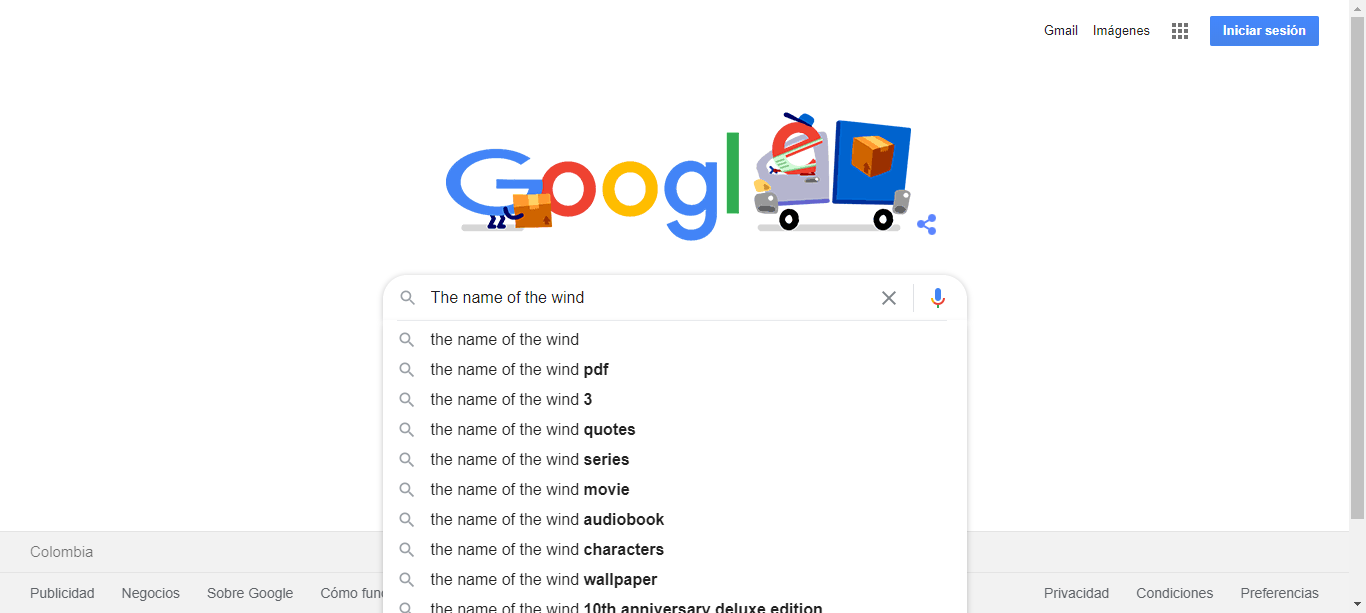 Gmail Imágenes Iniciar sesión
Google
The name of the wind
the name of the wind
the name of the wind pdf
the name of the wind 3
the name of the wind quotes
the name of the wind series
the name of the wind movie
the name of the wind audiobook
the name of the wind characters
the name of the wind wallpaper
the name of the wind 10th anniversary deluxe edition
Colombia
Publicidad Negocios Sobre Google Cómo fun Privacidad Condiciones Preferencias